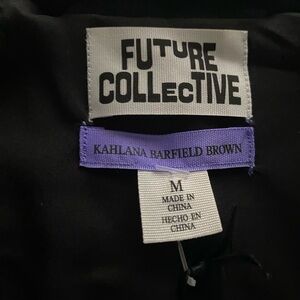 FUTURE
COLLECTIVE
KAHLANA BARFIELD BROWN
M
MADE IN
CHINA
HECHO EN
CHINA